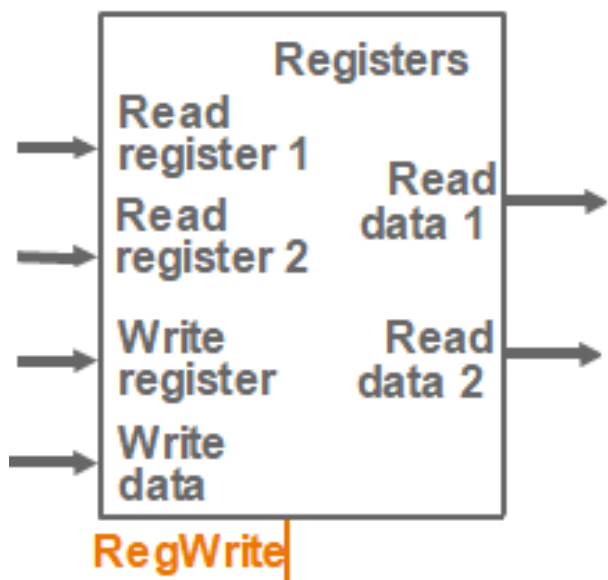 Registers
Read
register 1
Read
data 1
Read
register 2
Write
register
Read
data 2
Write
data
RegWrite